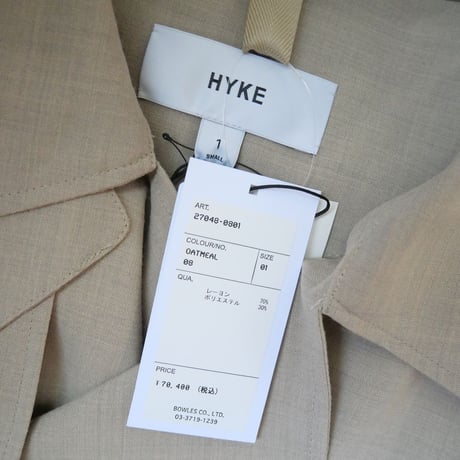 HYKE
1
SMALL
ART.
27048-0801
COLOUR/NO.
OATMEAL
08
SIZE
01
QUA.
レーヨン 70%
ポリエステル 30%
PRICE
¥70,400 (税込)
BOWLES CO., LTD.
03-3719-1239